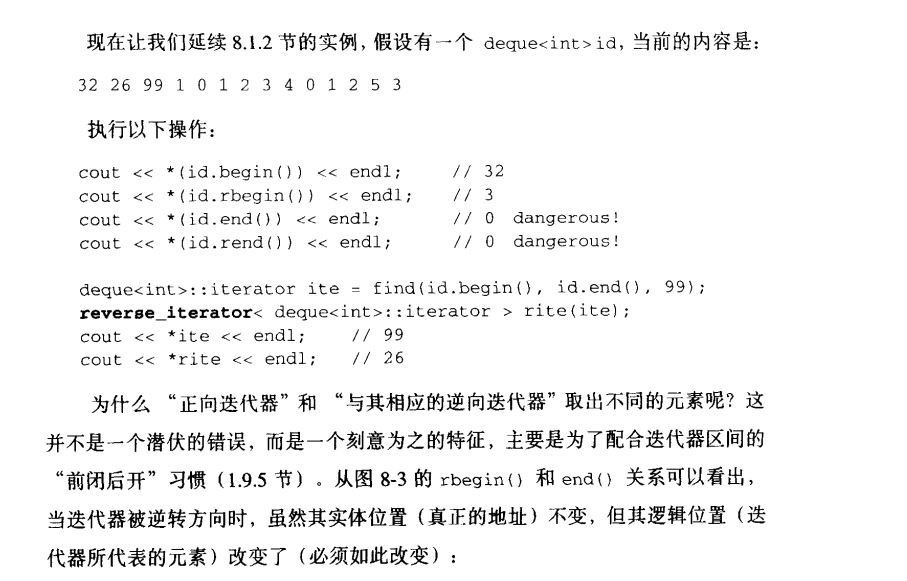 现在让我们延续 8.1.2 节的实例，假设有一个 deque<int>id，当前的内容是：
32 26 99 1 0 1 2 3 4 0 1 2 5 3
执行以下操作：
cout << *(id.begin()) << endl; // 32
cout << *(id.rbegin()) << endl; // 3
cout << *(id.end()) << endl; // 0 dangerous!
cout << *(id.rend()) << endl; // 0 dangerous!
deque<int>::iterator ite = find(id.begin(), id.end(), 99);
reverse_iterator< deque<int>::iterator > rite(ite);
cout << *ite << endl; // 99
cout << *rite << endl; // 26
为什么 “正向迭代器”和 “与其相应的逆向迭代器”取出不同的元素呢？这
并不是一个潜伏的错误，而是一个刻意为之的特征，主要是为了配合迭代器区间的
“前闭后开”习惯（1.9.5 节）。从图 8-3 的 rbegin() 和 end() 关系可以看出，
当迭代器被逆转方向时，虽然其实体位置（真正的地址）不变，但其逻辑位置（迭
代器所代表的元素）改变了（必须如此改变）：